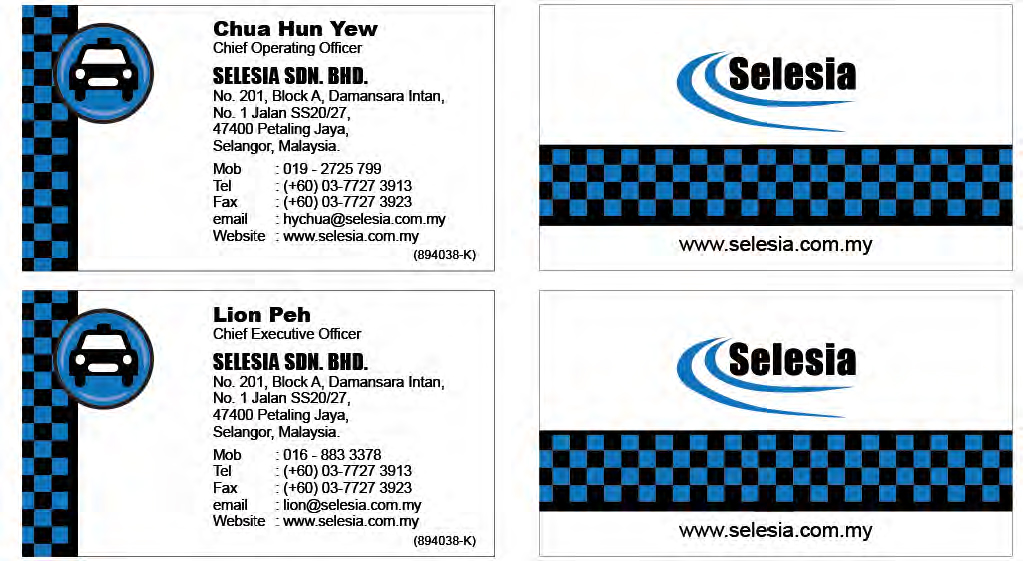 Chua Hun Yew
Chief Operating Officer
SELESIA SDN. BHD.
No. 201, Block A, Damansara Intan,
No. 1 Jalan SS20/27,
47400 Petaling Jaya,
Selangor, Malaysia.
Mob : 019 - 2725 799
Tel : (+60) 03-7727 3913
Fax : (+60) 03-7727 3923
email : hychua@selesia.com.my
Website : www.selesia.com.my
(894038-K)
Selesia
www.selesia.com.my
Lion Peh
Chief Executive Officer
SELESIA SDN. BHD.
No. 201, Block A, Damansara Intan,
No. 1 Jalan SS20/27,
47400 Petaling Jaya,
Selangor, Malaysia.
Mob : 016 - 883 3378
Tel : (+60) 03-7727 3913
Fax : (+60) 03-7727 3923
email : lion@selesia.com.my
Website : www.selesia.com.my
(894038-K)
Selesia
www.selesia.com.my